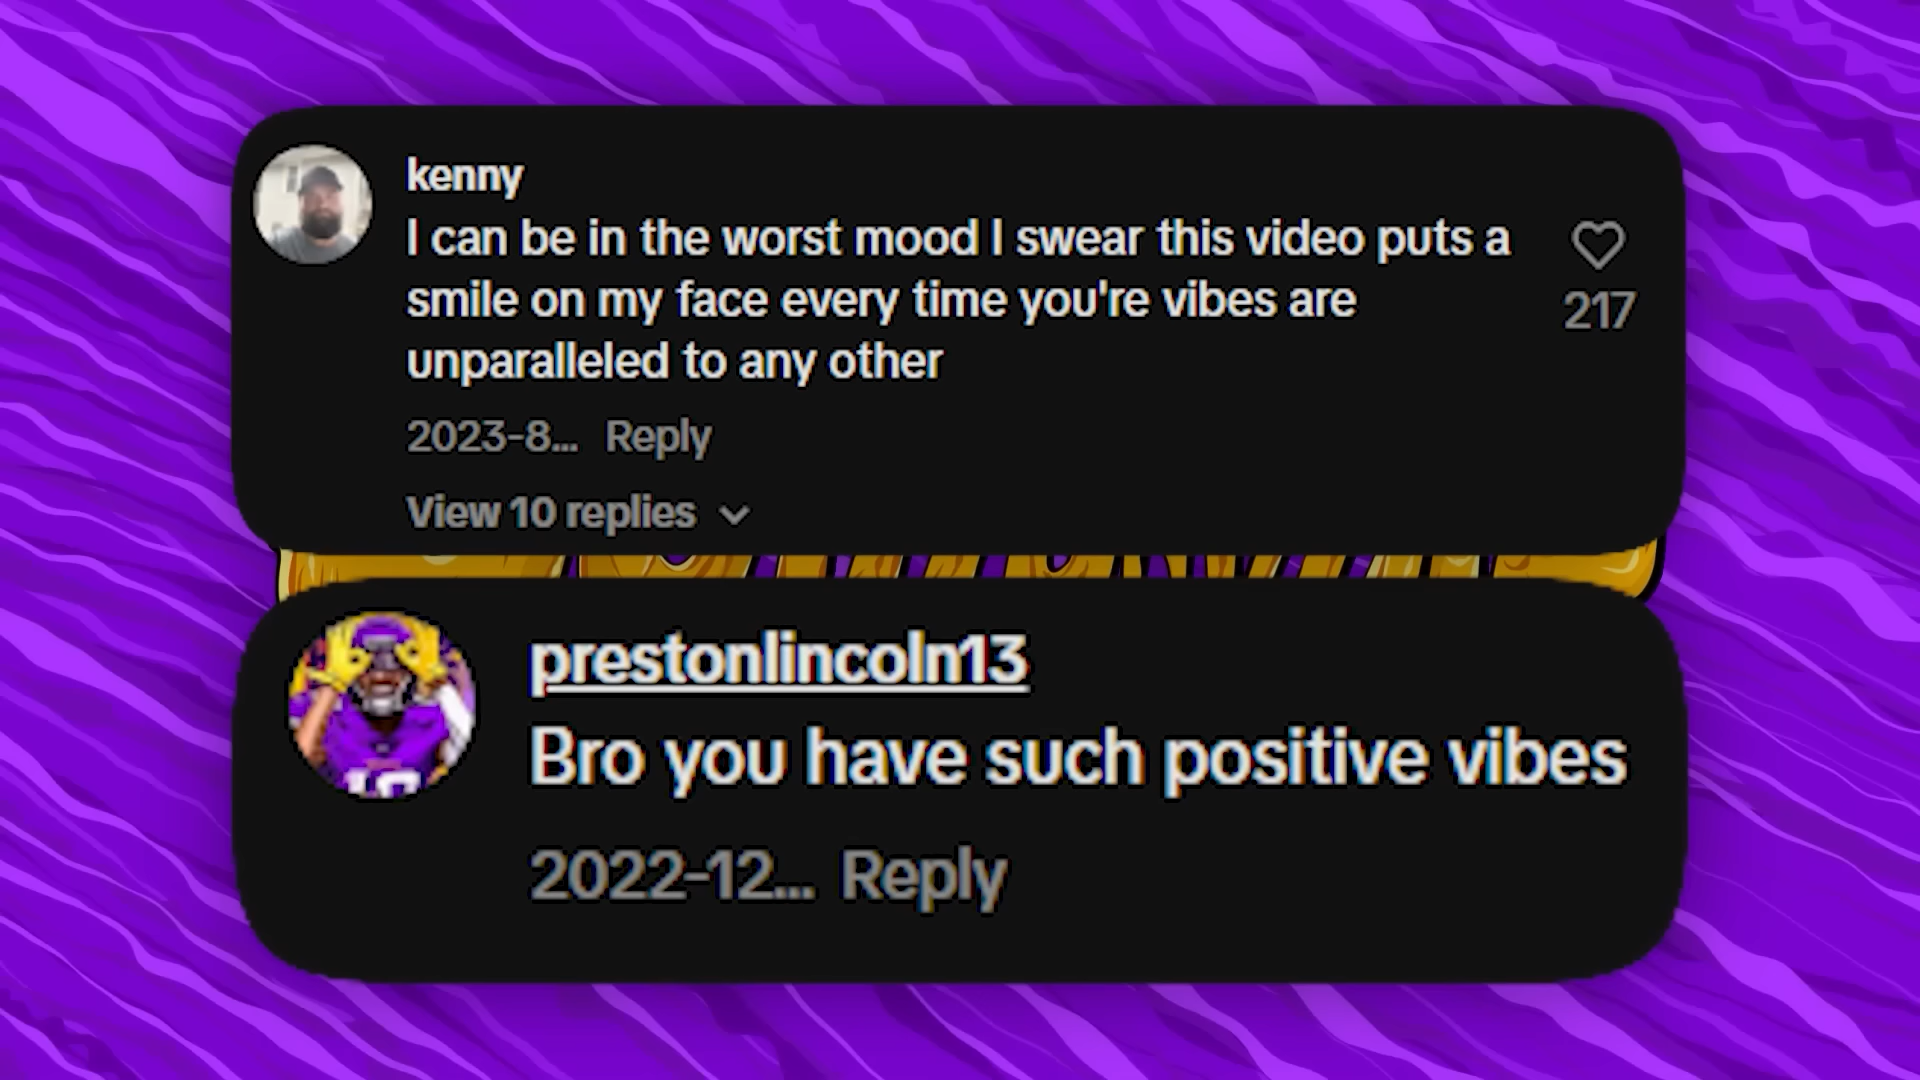 kenny
I can be in the worst mood I swear this video puts a
smile on my face every time you're vibes are
unparalleled to any other
217
2023-8... Reply
View 10 replies
prestonlincoln13
Bro you have such positive vibes
2022-12... Reply